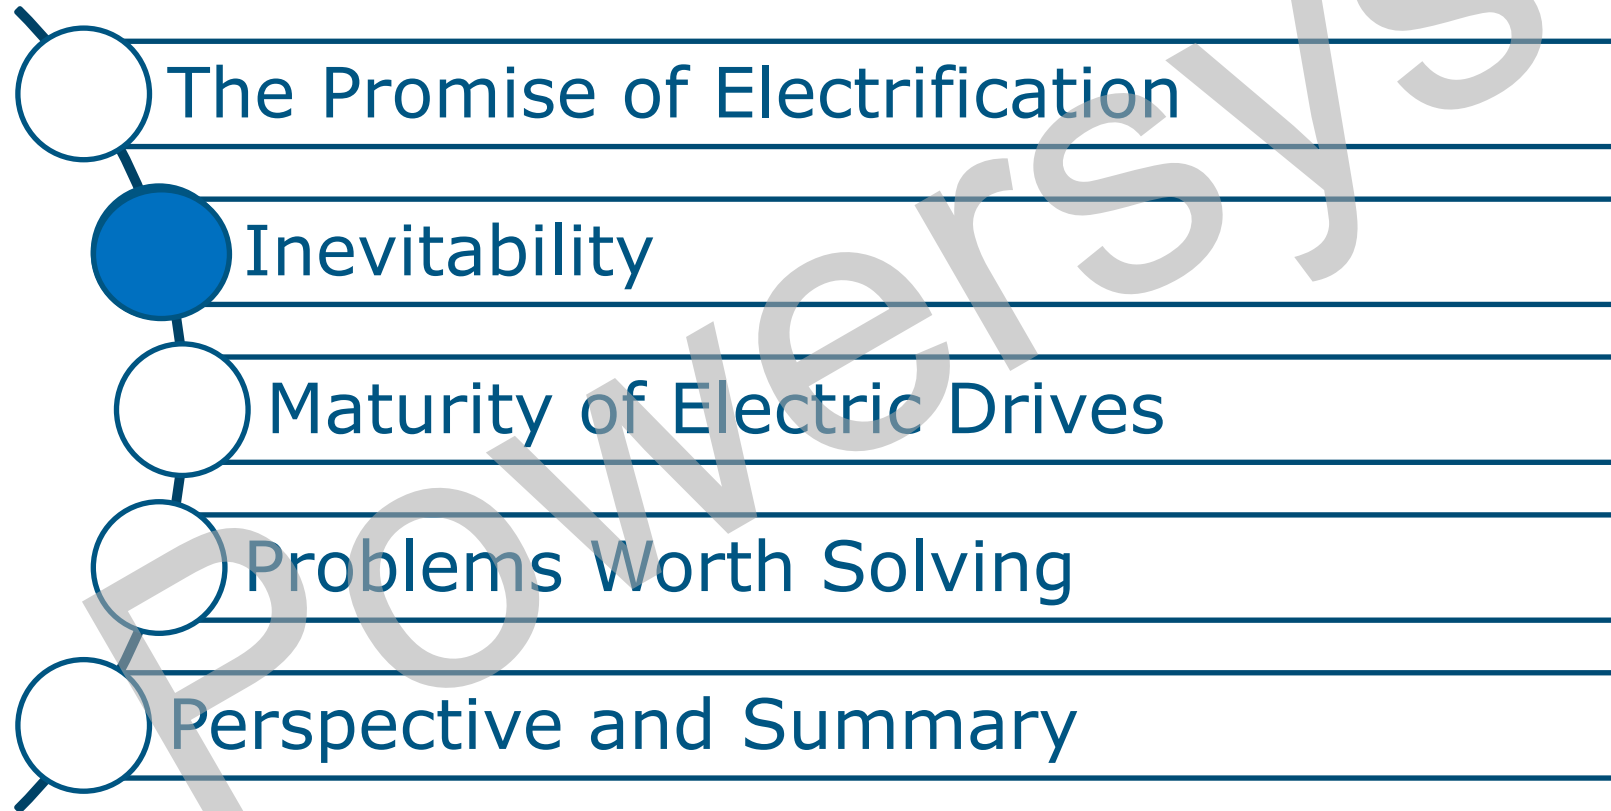 The Promise of Electrification
Inevitability
Maturity of Electric Drives
Problems Worth Solving
Perspective and Summary
Powersys